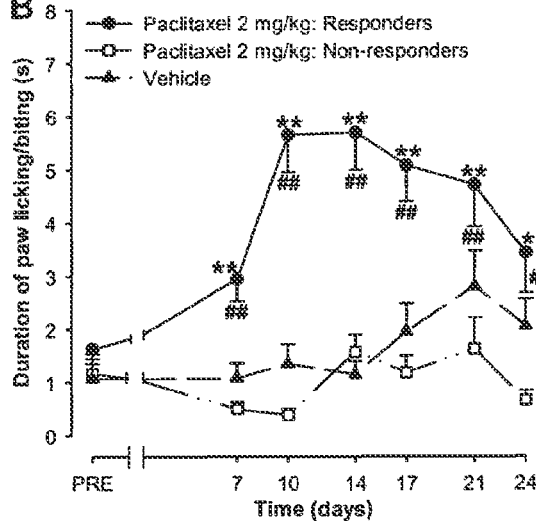 B
8
Paclitaxel 2 mg/kg: Responders
Paclitaxel 2 mg/kg: Non-responders
Vehicle
7
6
5
4
3
2
1
0
Duration of paw licking/biting (s)
** ** ** ** ** *
## ## ## ## ## *
PRE 7 10 14 17 21 24
Time (days)